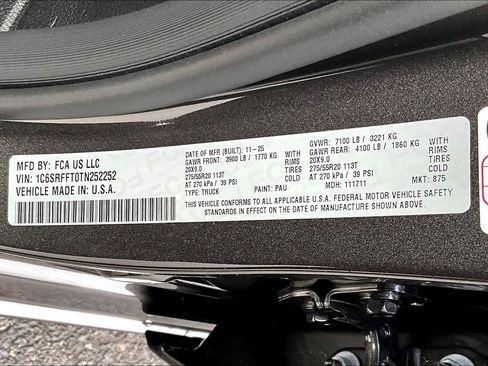 MFD BY: FCA US LLC
VIN: 1C6SRFFT0TN252252
VEHICLE MADE IN U.S.A.
DATE OF MFR (BUILT): 11-25
GAWR FRONT: 3900 LB / 1770 KG
WITH
20X9.0
RIMS
275/55R20 113T
TIRES
AT 270 kPa / 39 PSI
COLD
TYPE: TRUCK
PAINT: PAU
GVWR: 7100 LB / 3221 KG
GAWR REAR: 4100 LB / 1860 KG
WITH
20X9.0
RIMS
275/55R20 113T
TIRES
AT 270 kPa / 39 PSI
COLD
MDH: 111711
MKT: 875
THIS VEHICLE CONFORMS TO ALL APPLICABLE U.S.A. FEDERAL MOTOR VEHICLE SAFETY
STANDARDS IN EFFECT ON THE DATE OF MANUFACTURE SHOWN ABOVE.